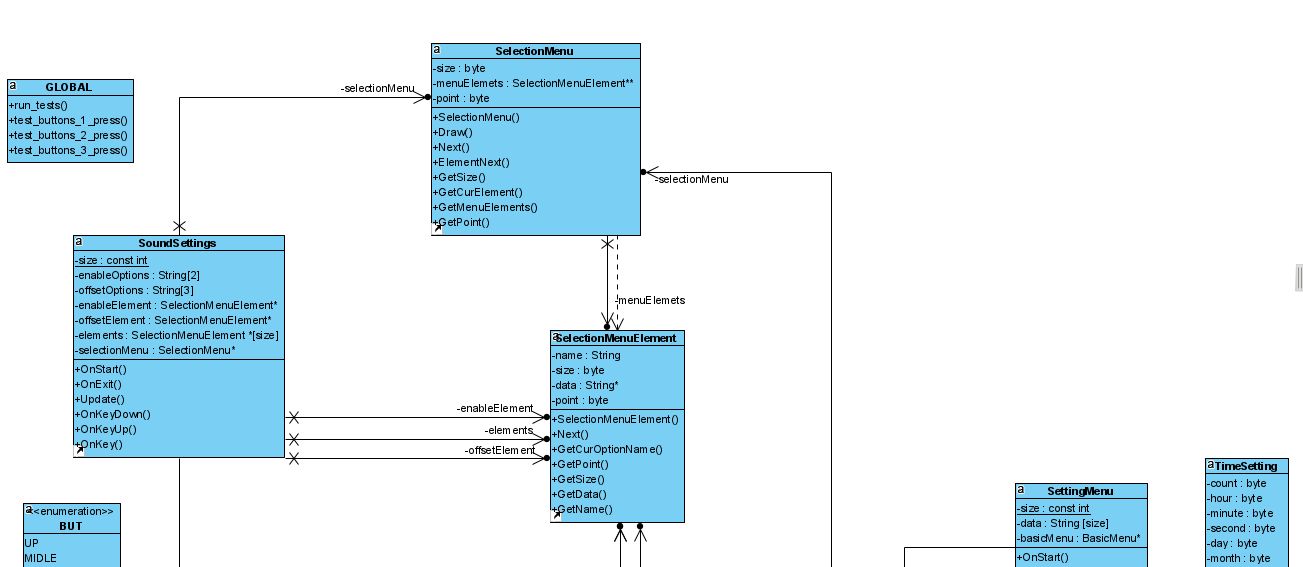 a
SelectionMenu
-size : byte
-menuElemets : SelectionMenuElement**
-point : byte
+SelectionMenu()
+Draw()
+Next()
+ElementNext()
+GetSize()
+GetCurElement()
+GetMenuElements()
+GetPoint()
a
GLOBAL
+run_tests()
+test_buttons_1_press()
+test_buttons_2_press()
+test_buttons_3_press()
-selectionMenu
-selectionMenu
a
SoundSettings
-size : const int
-enableOptions : String[2]
-offsetOptions : String[3]
-enableElement : SelectionMenuElement*
-offsetElement : SelectionMenuElement*
-elements : SelectionMenuElement *[size]
-selectionMenu : SelectionMenu*
+OnStart()
+OnExit()
+Update()
+OnKeyDown()
+OnKeyUp()
+OnKey()
-menuElemets
a
SelectionMenuElement
-name : String
-size : byte
-data : String*
-point : byte
+SelectionMenuElement()
+Next()
+GetCurOptionName()
+GetPoint()
+GetSize()
+GetData()
+GetName()
-enableElement
-elements
-offsetElement
a
<<enumeration>>
BUT
UP
MIDLE
a
SettingMenu
-size : const int
-data : String [size]
-basicMenu : BasicMenu*
+OnStart()
a
TimeSetting
-count : byte
-hour : byte
-minute : byte
-second : byte
-day : byte
-month : byte